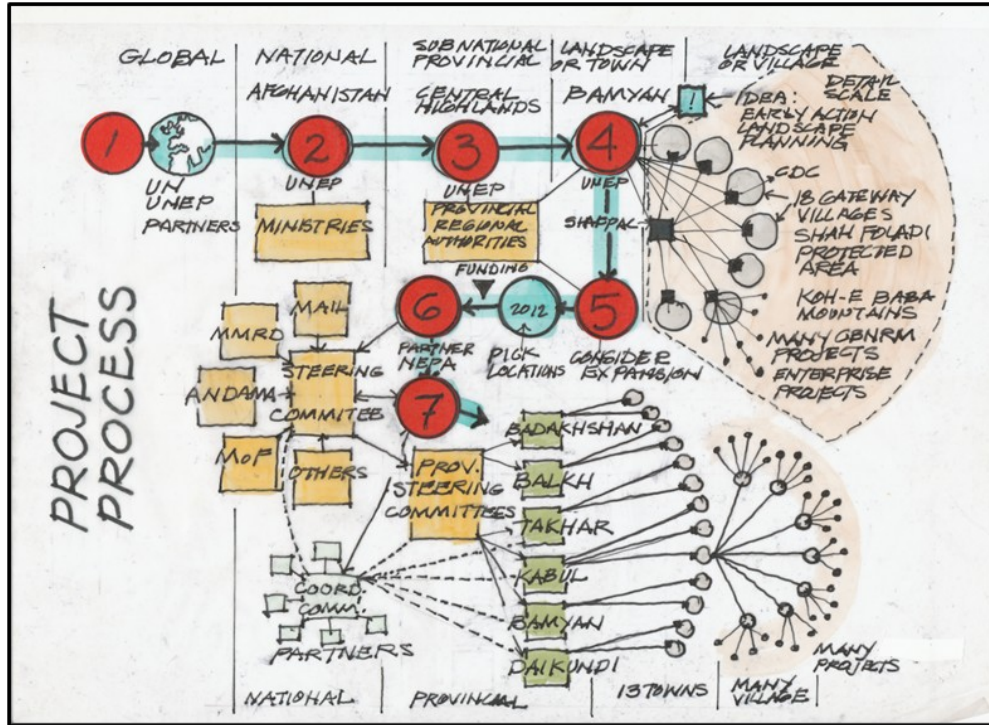 GLOBAL
NATIONAL
AFGHANISTAN
SUBNATIONAL
PROVINCIAL
CENTRAL
HIGHLANDS
LANDSCAPE
OR TOWN
BAMYAN
LANDSCAPE
OR VILLAGE
DETAIL
SCALE
!
IDEA:
EARLY ACTION
LANDSCAPE
PLANNING
1
2
3
4
UN
UNEP
PARTNERS
UNEP
MINISTRIES
UNEP
PROVINCIAL
REGIONAL
AUTHORITIES
UNEP
SHAFPAC
CDC
18 GATEWAY
VILLAGES
SHAH FOLADI
PROTECTED
AREA
KOH-E BABA
MOUNTAINS
MANY CBNRM
PROJECTS
ENTERPRISE
PROJECTS
FUNDING
6
2012
5
PARTNER
NEPA
PICK
LOCATIONS
CONSIDER
EXPANSION
7
MAIL
MMRD
STEERING
COMMITEE
ANDAMA
MoF
OTHERS
PROV.
STEERING
COMMITTEES
BADAKHSHAN
BALKH
TAKHAR
KABUL
BAMYAN
DAIKUNDI
COORD.
COMM.
PARTNERS
PROJECT
PROCESS
NATIONAL
PROVINCIAL
13 TOWNS
MANY
VILLAGE
MANY
PROJECTS